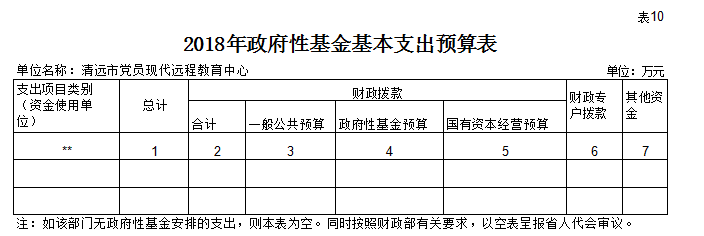 表10
2018年政府性基金基本支出预算表
单位名称：清远市党员现代远程教育中心 单位：万元
支出项目类别（资金使用单位） 总计 财政拨款 财政专户拨款 其他资金
合计 一般公共预算 政府性基金预算 国有资本经营预算
** 1 2 3 4 5 6 7
注：如该部门无政府性基金安排的支出，则本表为空。同时按照财政部有关要求，以空表呈报省人代会审议。